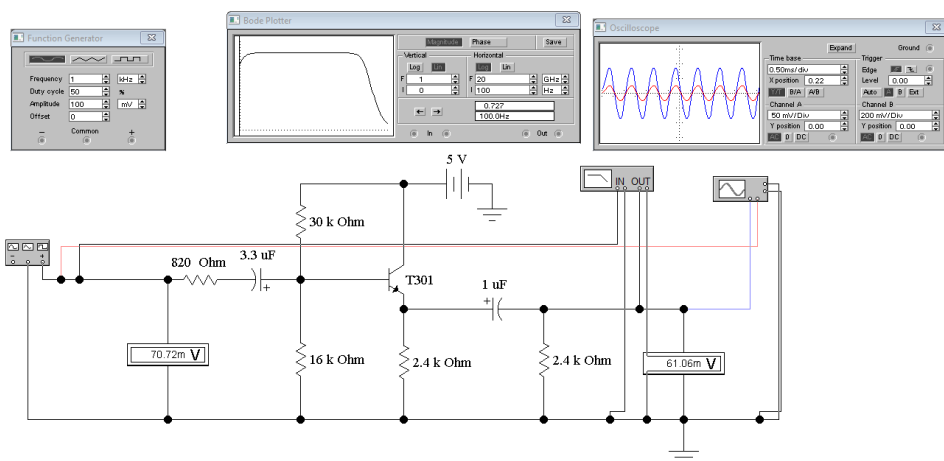 Function Generator
Frequency 1 kHz
Duty cycle 50 %
Amplitude 100 mV
Offset 0
− Common +
Bode Plotter
Magnitude Phase Save
Vertical Horizontal
Log Lin Log Lin
F 1 F 20 GHz
I 0 I 100 Hz
← →
0.727
100.0Hz
In Out
Oscilloscope
Expand Ground
Time base Trigger
0.50ms/div Edge
X position 0.22 Level 0.00
Y/T B/A A/B Auto A B Ext
Channel A Channel B
50 mV/Div 200 mV/Div
Y position 0.00 Y position 0.00
AC 0 DC AC 0 DC
5 V
IN OUT
30 k Ohm
− +
820 Ohm
3.3 uF
+
T301
1 uF
+
70.72m V
16 k Ohm
2.4 k Ohm
2.4 k Ohm
61.06m V